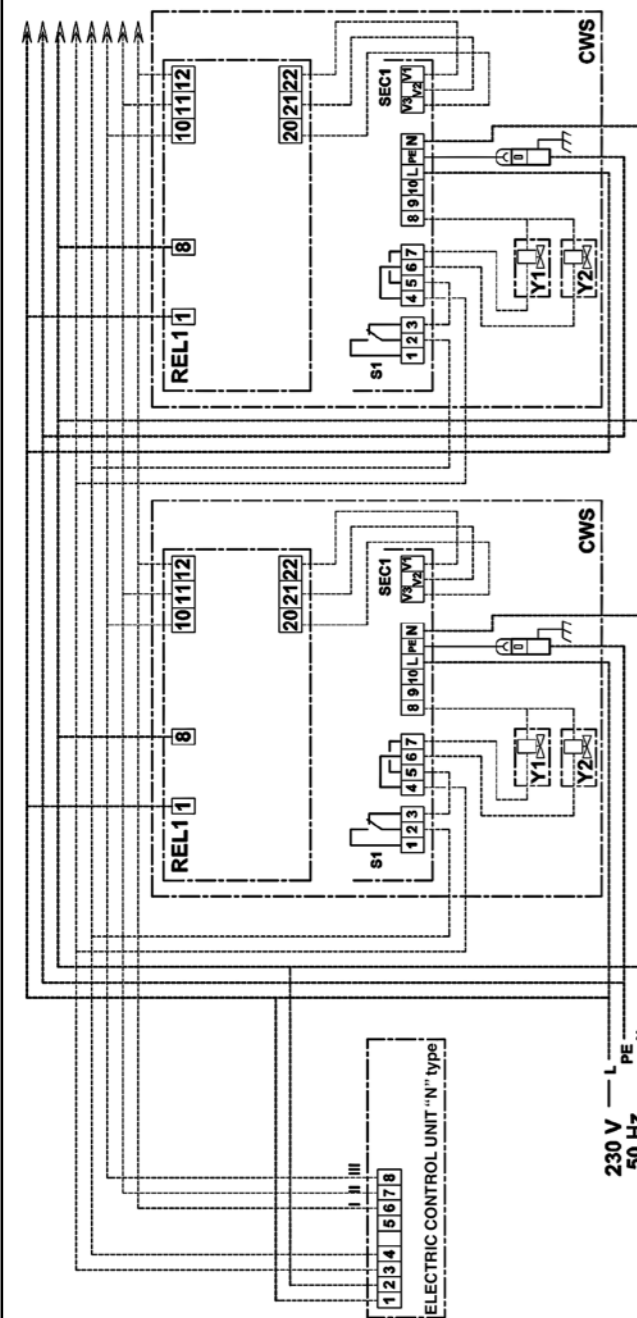 12
11
10
22
21
20
8
REL1 1
CWS
SEC1
V3 V2 V1
8 9 10 L PE N
4 5 6 7
S1
1 2 3
Y1
Y2
12
11
10
22
21
20
8
REL1 1
CWS
SEC1
V3 V2 V1
8 9 10 L PE N
4 5 6 7
S1
1 2 3
Y1
Y2
I II III
1 2 3 4 5 6 7 8
ELECTRIC CONTROL UNIT "N" type
230 V
50 Hz
L
PE